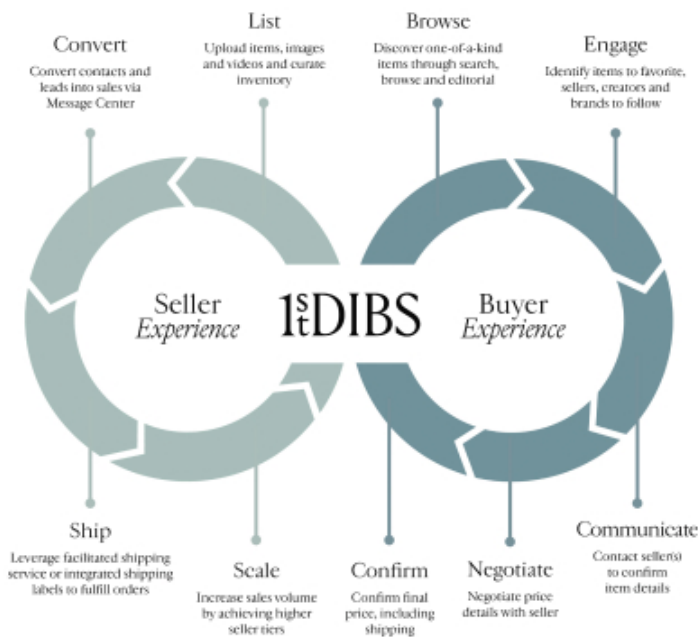 List
Upload items, images
and videos and curate
inventory
Browse
Discover one-of-a-kind
items through search,
browse and editorial
Convert
Convert contacts and
leads into sales via
Message Center
Engage
Identify items to favorite,
sellers, creators and
brands to follow
Seller
Experience
1stDIBS
Buyer
Experience
Ship
Leverage facilitated shipping
service or integrated shipping
labels to fulfill orders
Scale
Increase sales volume
by achieving higher
seller tiers
Confirm
Confirm final
price, including
shipping
Negotiate
Negotiate price
details with seller
Communicate
Contact seller(s)
to confirm
item details